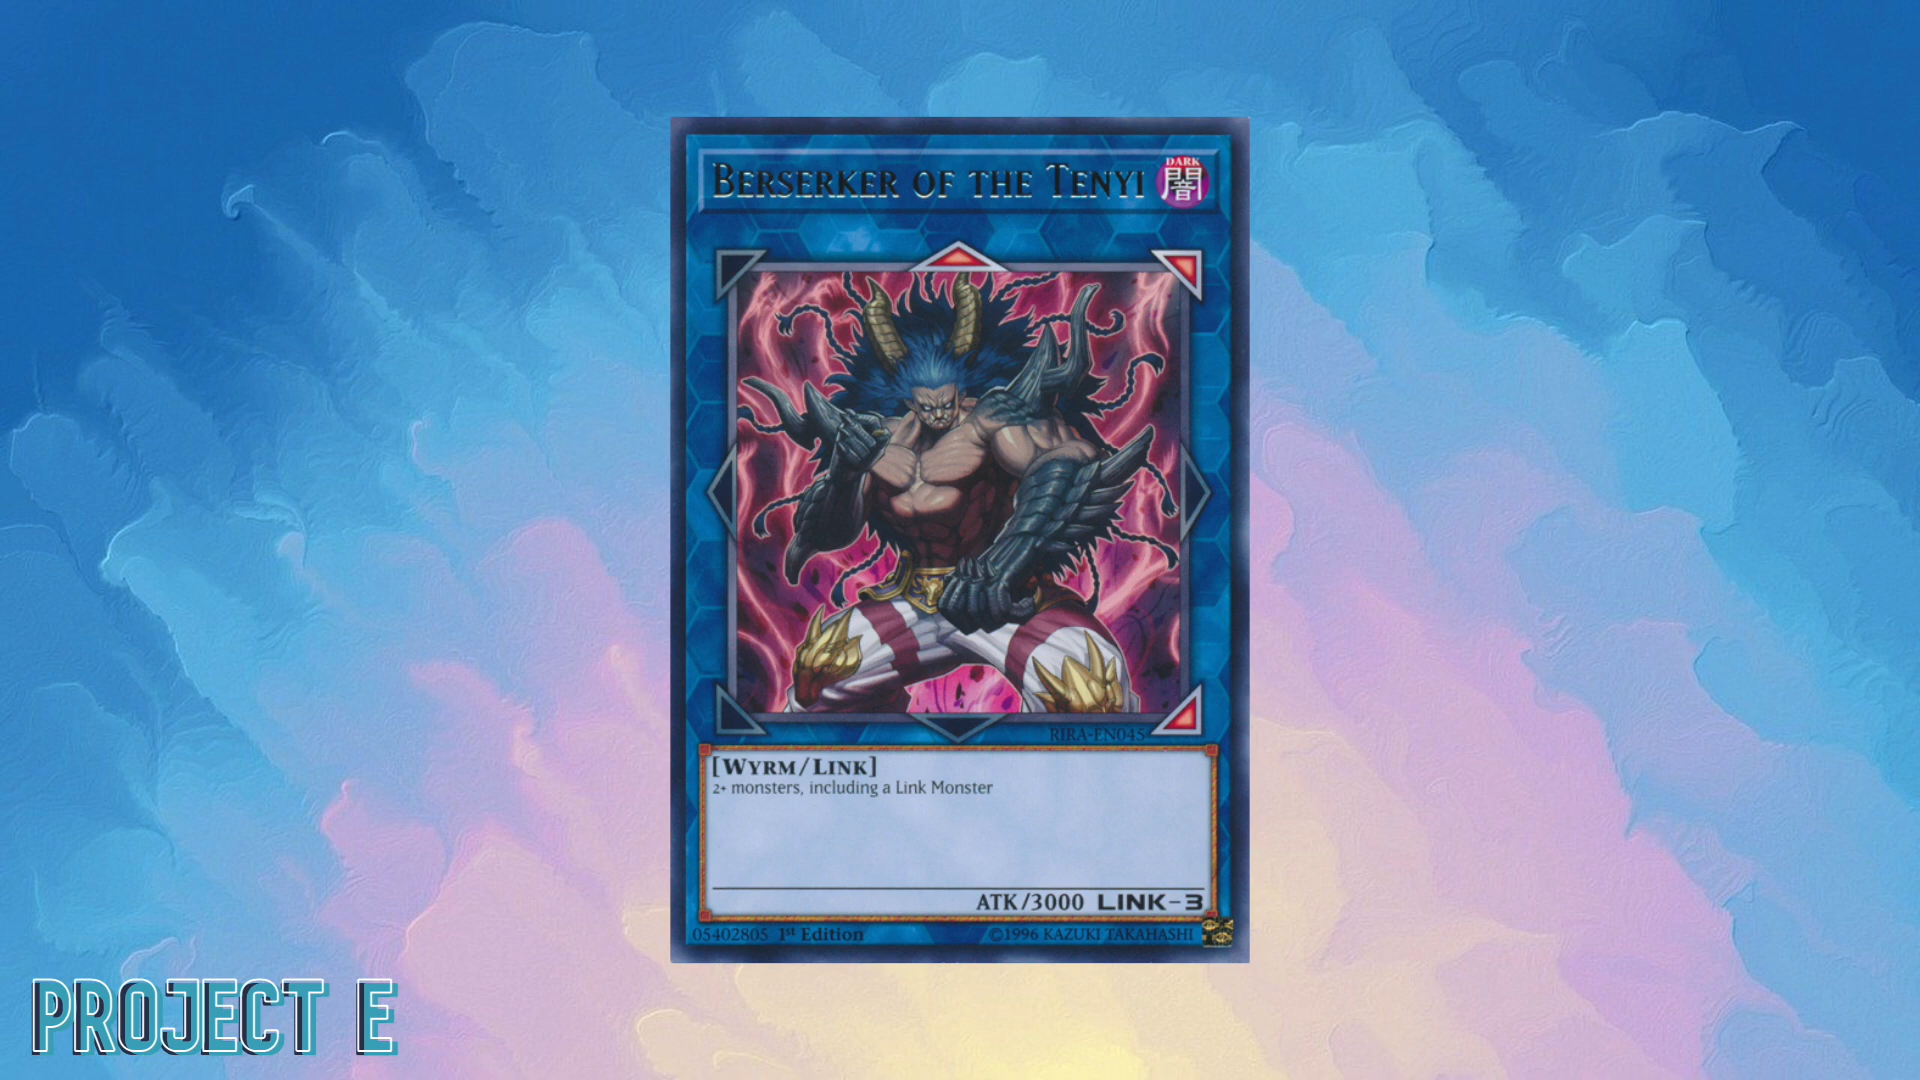 BERSERKER OF THE TENYI
DARK
闇
RIRA-EN045
[WYRM/LINK]
2+ monsters, including a Link Monster
ATK/3000 LINK-3
05402805 1st Edition
©1996 KAZUKI TAKAHASHI
PROJECT E